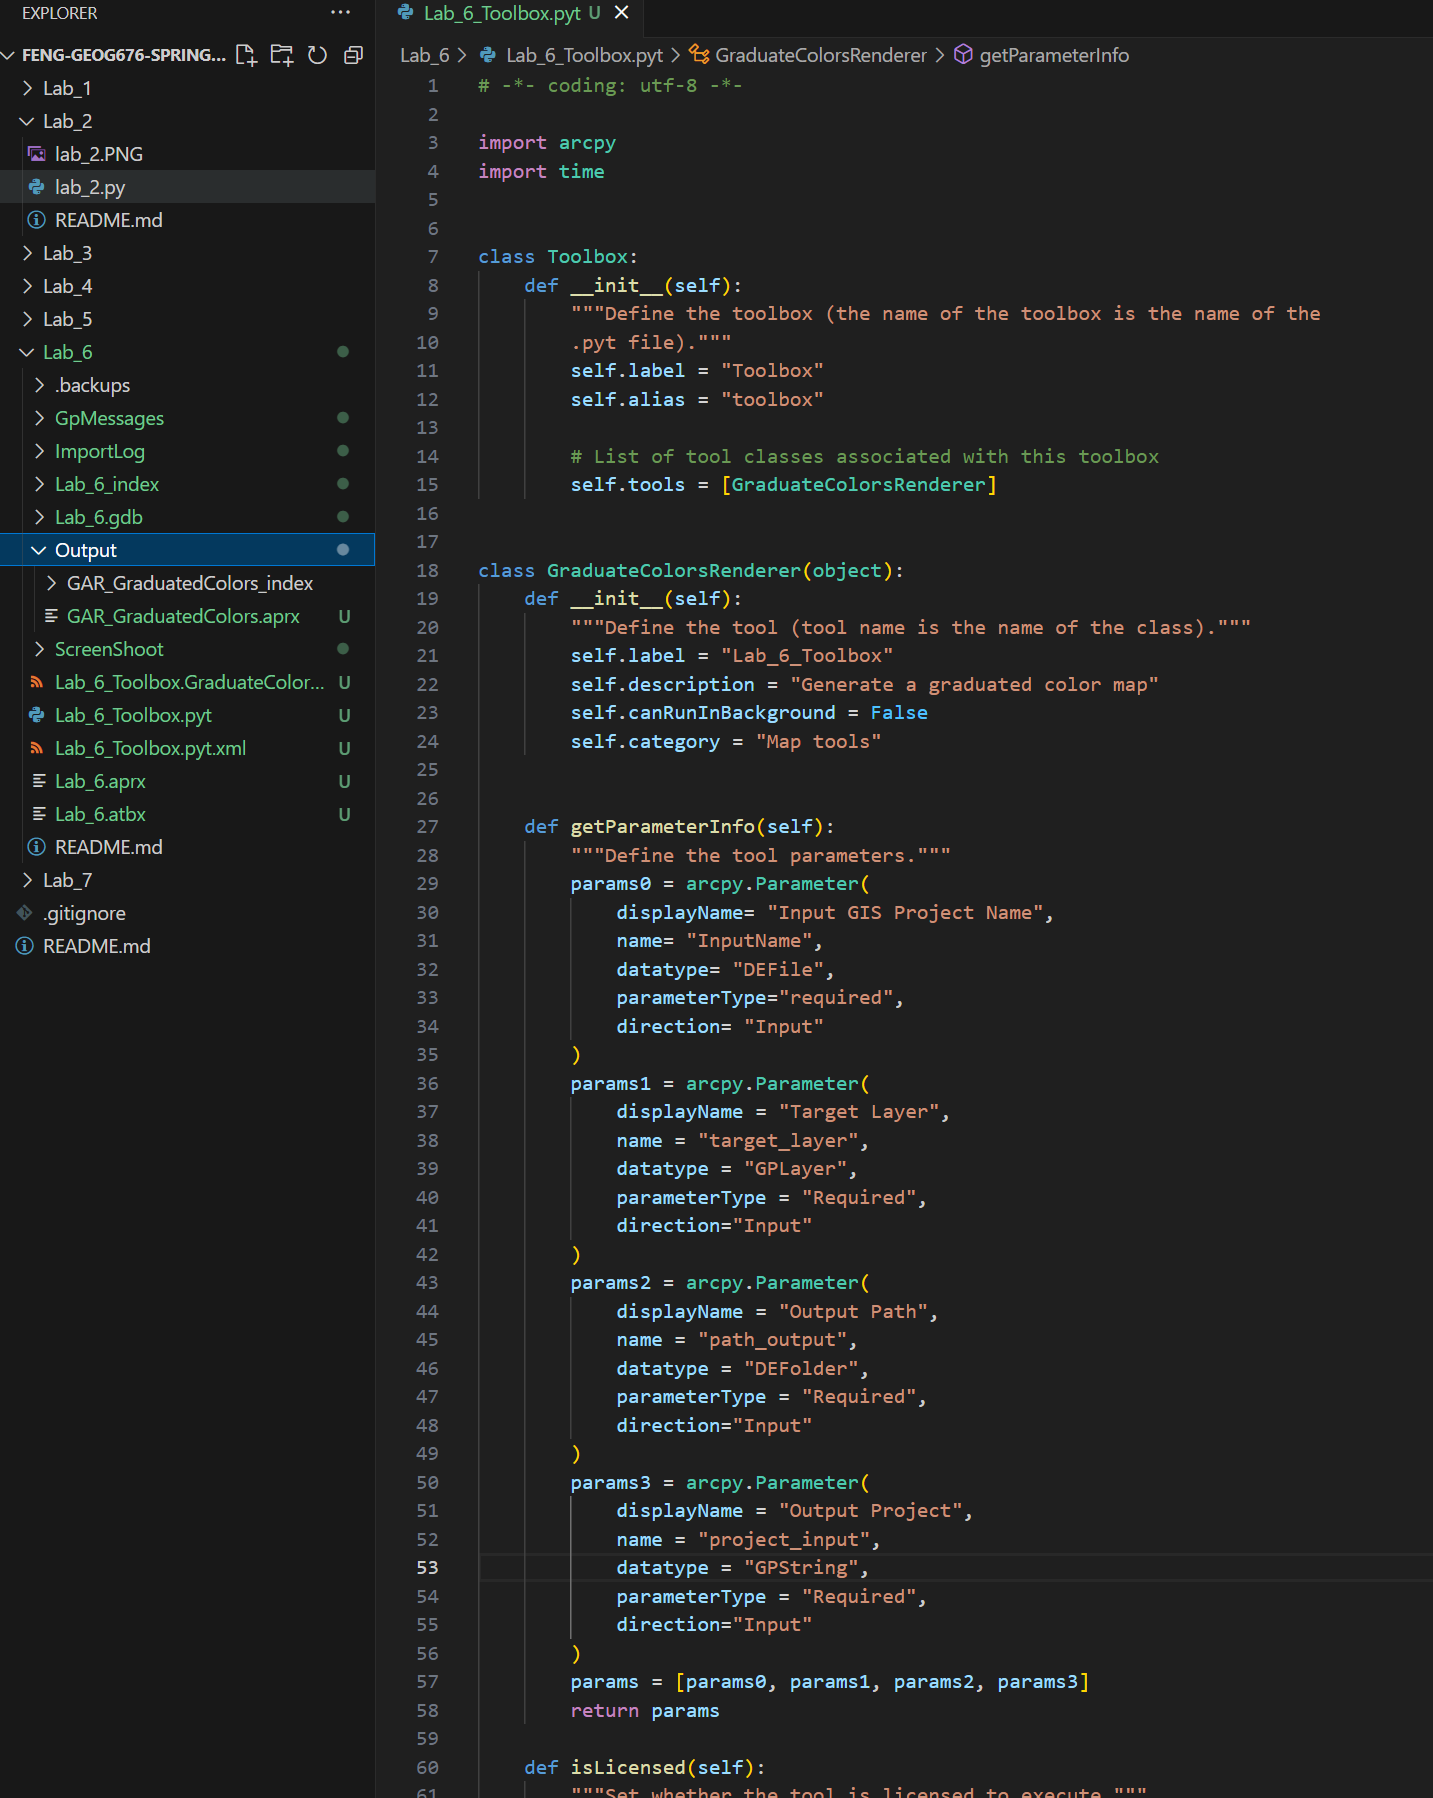 EXPLORER
FENG-GEOG676-SPRING...
Lab_1
Lab_2
lab_2.PNG
lab_2.py
README.md
Lab_3
Lab_4
Lab_5
Lab_6
.backups
GpMessages
ImportLog
Lab_6_index
Lab_6.gdb
Output
GAR_GraduatedColors_index
GAR_GraduatedColors.aprx U
ScreenShoot
Lab_6_Toolbox.GraduateColor... U
Lab_6_Toolbox.pyt U
Lab_6_Toolbox.pyt.xml U
Lab_6.aprx U
Lab_6.atbx U
README.md
Lab_7
.gitignore
README.md
Lab_6_Toolbox.pyt U
Lab_6 > Lab_6_Toolbox.pyt > GraduateColorsRenderer > getParameterInfo
1 # -*- coding: utf-8 -*-
2
3 import arcpy
4 import time
5
6
7 class Toolbox:
8 def __init__(self):
9 """Define the toolbox (the name of the toolbox is the name of the
10 .pyt file)."""
11 self.label = "Toolbox"
12 self.alias = "toolbox"
13
14 # List of tool classes associated with this toolbox
15 self.tools = [GraduateColorsRenderer]
16
17
18 class GraduateColorsRenderer(object):
19 def __init__(self):
20 """Define the tool (tool name is the name of the class)."""
21 self.label = "Lab_6_Toolbox"
22 self.description = "Generate a graduated color map"
23 self.canRunInBackground = False
24 self.category = "Map tools"
25
26
27 def getParameterInfo(self):
28 """Define the tool parameters."""
29 params0 = arcpy.Parameter(
30 displayName= "Input GIS Project Name",
31 name= "InputName",
32 datatype= "DEFile",
33 parameterType="required",
34 direction= "Input"
35 )
36 params1 = arcpy.Parameter(
37 displayName = "Target Layer",
38 name = "target_layer",
39 datatype = "GPLayer",
40 parameterType = "Required",
41 direction="Input"
42 )
43 params2 = arcpy.Parameter(
44 displayName = "Output Path",
45 name = "path_output",
46 datatype = "DEFolder",
47 parameterType = "Required",
48 direction="Input"
49 )
50 params3 = arcpy.Parameter(
51 displayName = "Output Project",
52 name = "project_input",
53 datatype = "GPString",
54 parameterType = "Required",
55 direction="Input"
56 )
57 params = [params0, params1, params2, params3]
58 return params
59
60 def isLicensed(self):
61 """Set whether the tool is licensed to execute."""